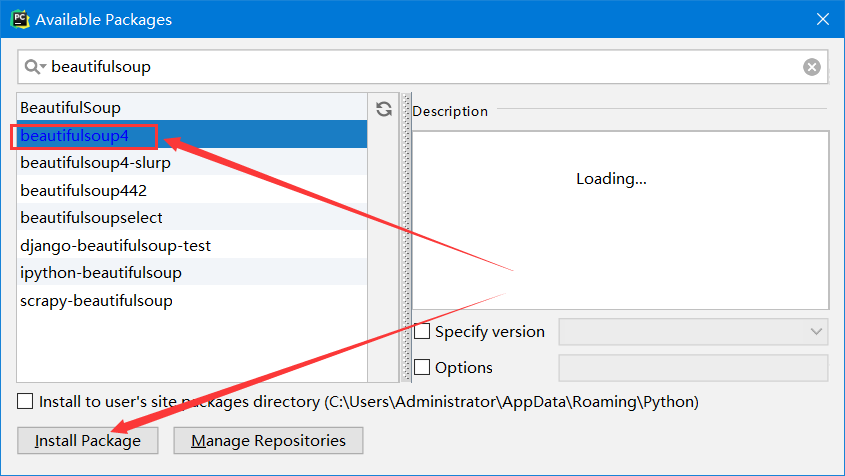 PC
Available Packages
beautifulsoup
BeautifulSoup
beautifulsoup4
beautifulsoup4-slurp
beautifulsoup442
beautifulsoupselect
django-beautifulsoup-test
ipython-beautifulsoup
scrapy-beautifulsoup
Description
Loading...
Specify version
Options
Install to user's site packages directory (C:\Users\Administrator\AppData\Roaming\Python)
Install Package
Manage Repositories